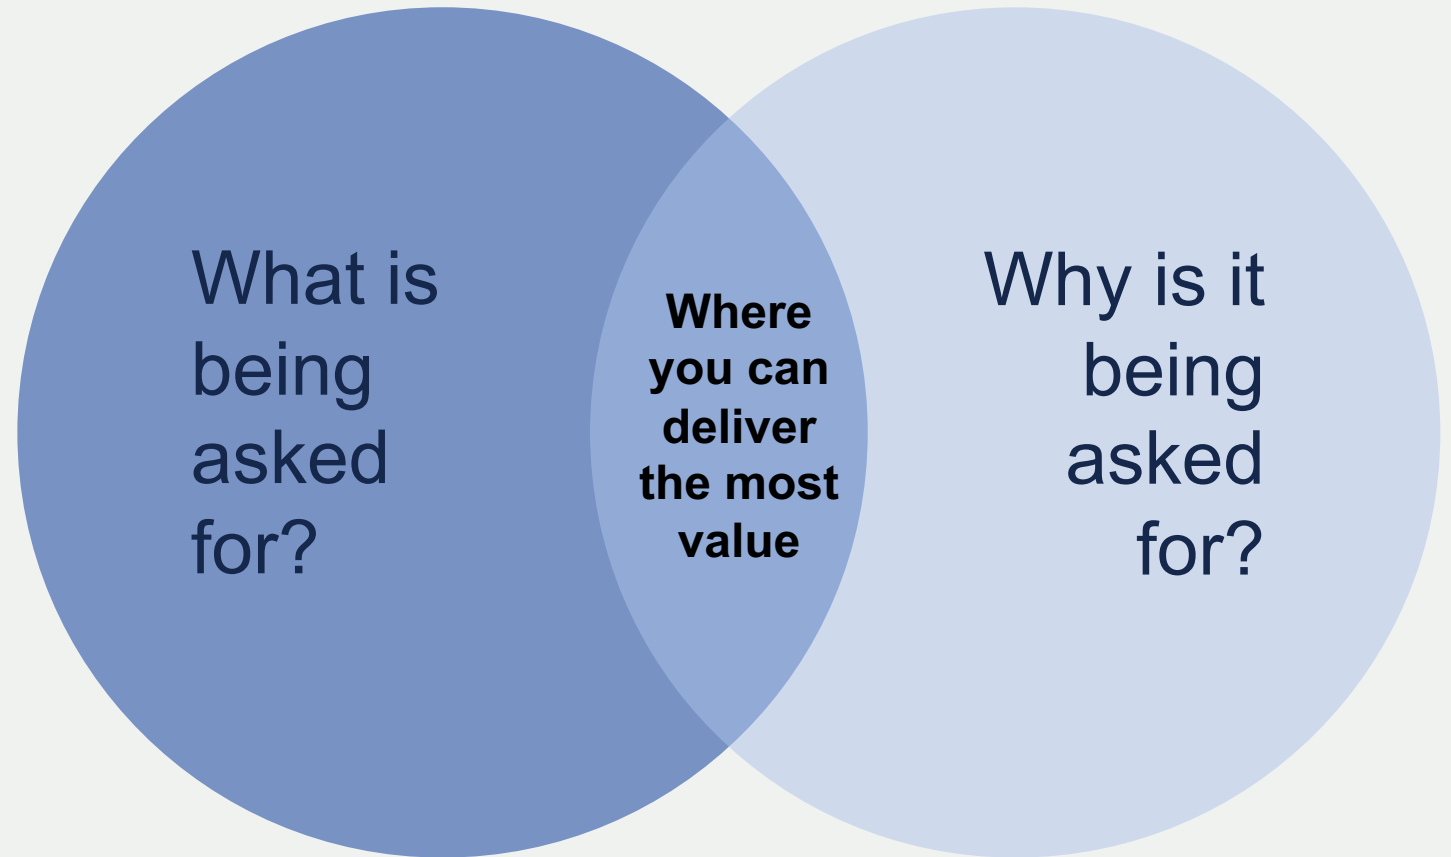 What is
being
asked
for?
Where
you can
deliver
the most
value
Why is it
being
asked
for?